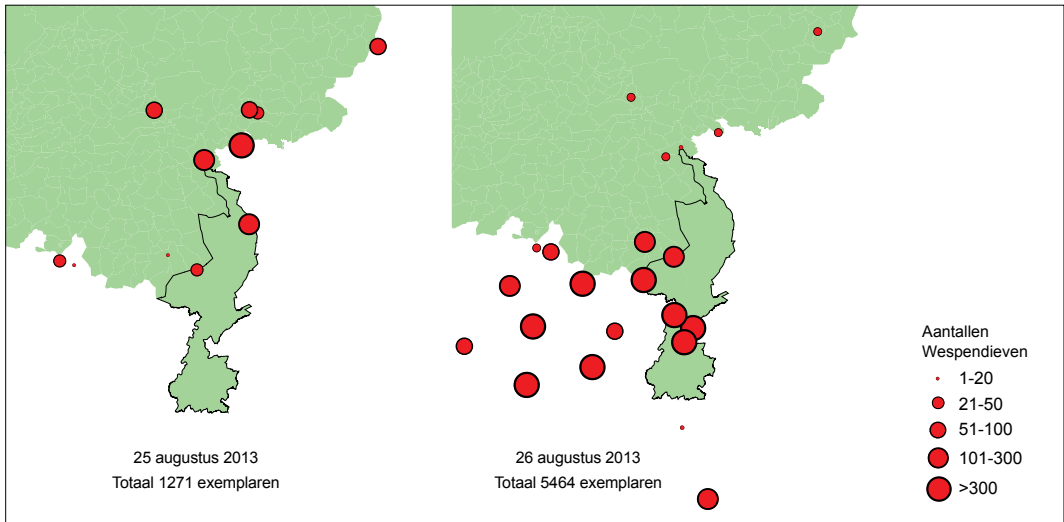 25 augustus 2013
Totaal 1271 exemplaren
26 augustus 2013
Totaal 5464 exemplaren
Aantallen
Wespendieven
1-20
21-50
51-100
101-300
>300